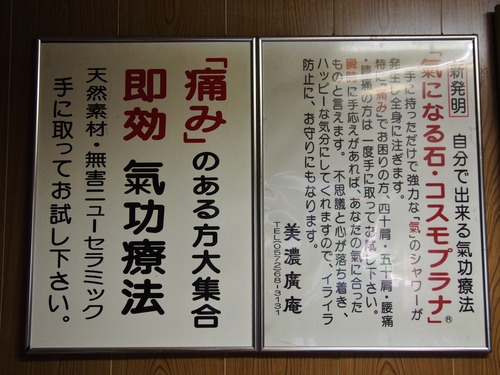 新発明 自分で出来る氣功療法
「氣になる石・コスモプラナ」®
手に持っただけで強力な「氣」のシャワーが
発生し全身に注ぎます。
特に「痛み」でお困りの方、四十肩・五十肩・腰痛
・膝痛の方は一度手に取ってお試し下さい。
瞬時に手応えがあれば、あなたの氣に合った
ものと言えます。不思議と心が落ち着き、
ハッピーな気分にしてくれますので、イライラ
防止に、お守りにもなります。
美濃廣庵
TEL(0572)68-3131
「痛み」のある方大集合
即効 氣功療法
天然素材・無害ニューセラミック
手に取ってお試し下さい。